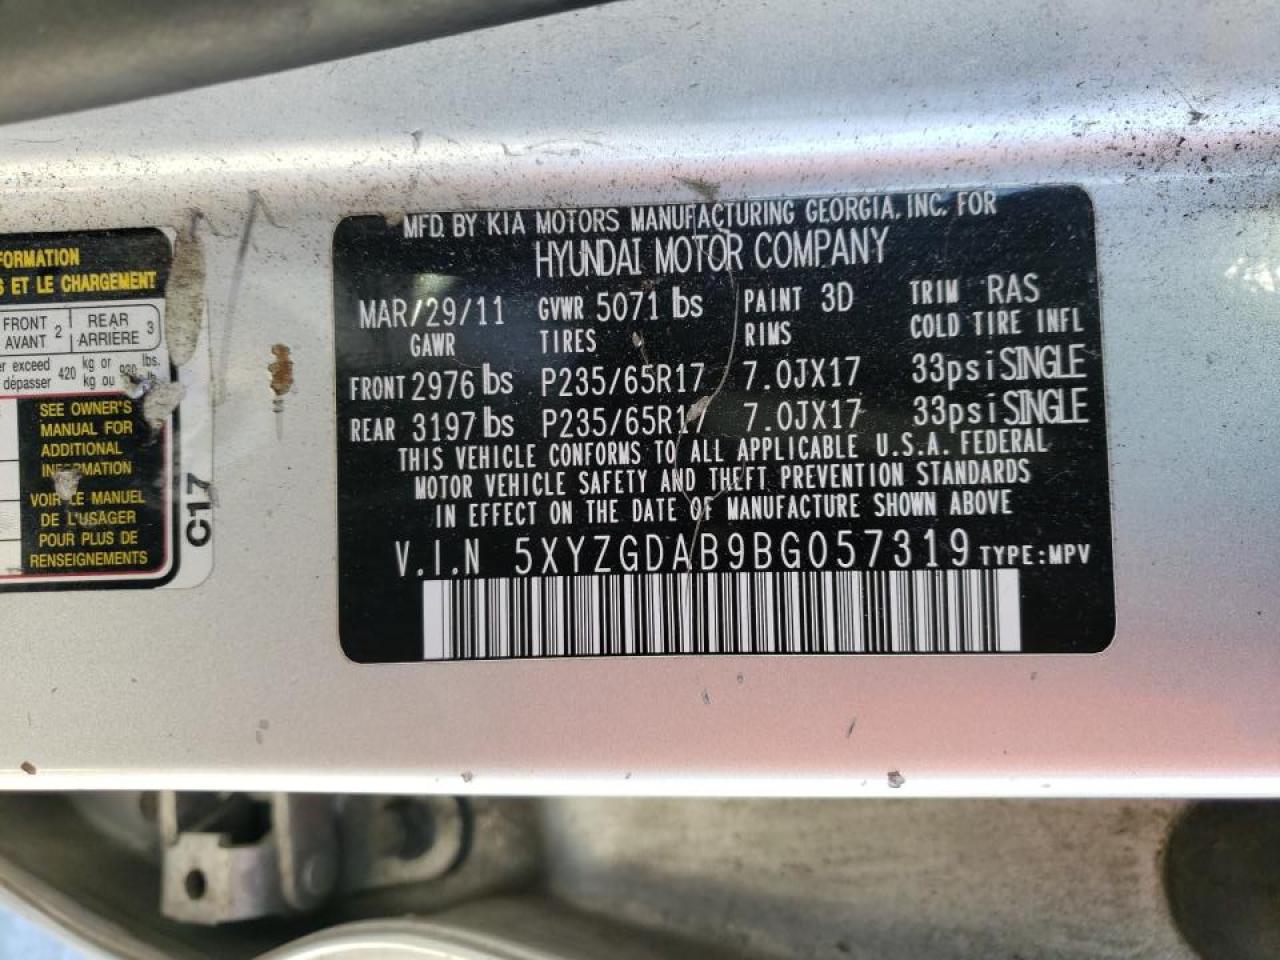 FORMATION
S ET LE CHARGEMENT
FRONT AVANT 2 REAR ARRIÈRE 3
er exceed dépasser 420 kg or kg ou lbs.
SEE OWNER'S
MANUAL FOR
ADDITIONAL
INFORMATION
VOIR LE MANUEL
DE L'USAGER
POUR PLUS DE
RENSEIGNEMENTS
C17
MFD. BY KIA MOTORS MANUFACTURING GEORGIA, INC. FOR
HYUNDAI MOTOR COMPANY
MAR/29/11 GVWR 5071 lbs PAINT 3D TRIM RAS
GAWR TIRES RIMS COLD TIRE INFL
FRONT 2976 lbs P235/65R17 7.0JX17 33psi SINGLE
REAR 3197 lbs P235/65R17 7.0JX17 33psi SINGLE
THIS VEHICLE CONFORMS TO ALL APPLICABLE U.S.A. FEDERAL
MOTOR VEHICLE SAFETY AND THEFT PREVENTION STANDARDS
IN EFFECT ON THE DATE OF MANUFACTURE SHOWN ABOVE
V.I.N 5XYZGDAB9BG057319 TYPE:MPV